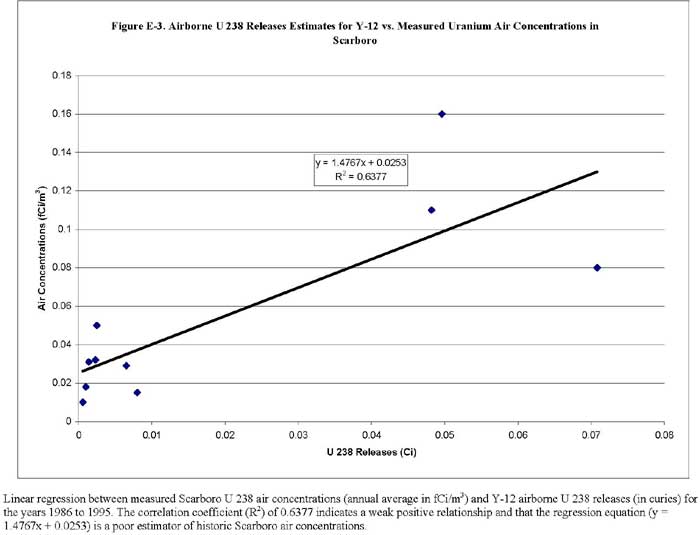 Figure E-3. Airborne U 238 Releases Estimates for Y-12 vs. Measured Uranium Air Concentrations in
Scarboro
0.18
0.16
0.14
0.12
0.1
0.08
0.06
0.04
0.02
0
Air Concentrations (fCi/m³)
y = 1.4767x + 0.0253
R² = 0.6377
0 0.01 0.02 0.03 0.04 0.05 0.06 0.07 0.08
U 238 Releases (Ci)
Linear regression between measured Scarboro U 238 air concentrations (annual average in fCi/m³) and Y-12 airborne U 238 releases (in curies) for
the years 1986 to 1995. The correlation coefficient (R²) of 0.6377 indicates a weak positive relationship and that the regression equation (y =
1.4767x + 0.0253) is a poor estimator of historic Scarboro air concentrations.